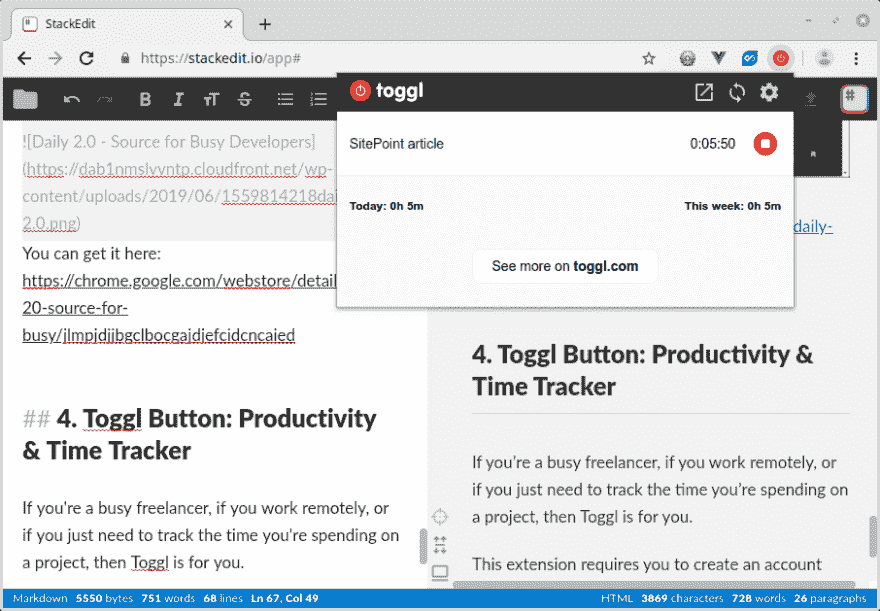 StackEdit
https://stackedit.io/app#
toggl
SitePoint article
0:05:50
Today: 0h 5m
This week: 0h 5m
See more on toggl.com
![Daily 2.0 - Source for Busy Developers]
(https://dab1nmslvvntp.cloudfront.net/wp-
content/uploads/2019/06/1559814218dai
2.0.png)
You can get it here:
https://chrome.google.com/webstore/detail
20-source-for-
busy/jlmpjdjjbgclbocgajdjefcidcncaied
## 4. Toggl Button: Productivity
& Time Tracker
If you're a busy freelancer, if you work remotely, or
if you just need to track the time you're spending on
a project, then Toggl is for you.
daily-
4. Toggl Button: Productivity &
Time Tracker
If you’re a busy freelancer, if you work remotely, or
if you just need to track the time you’re spending on
a project, then Toggl is for you.
This extension requires you to create an account
Markdown 5550 bytes 751 words 68 lines Ln 67, Col 49
HTML 3869 characters 728 words 26 paragraphs